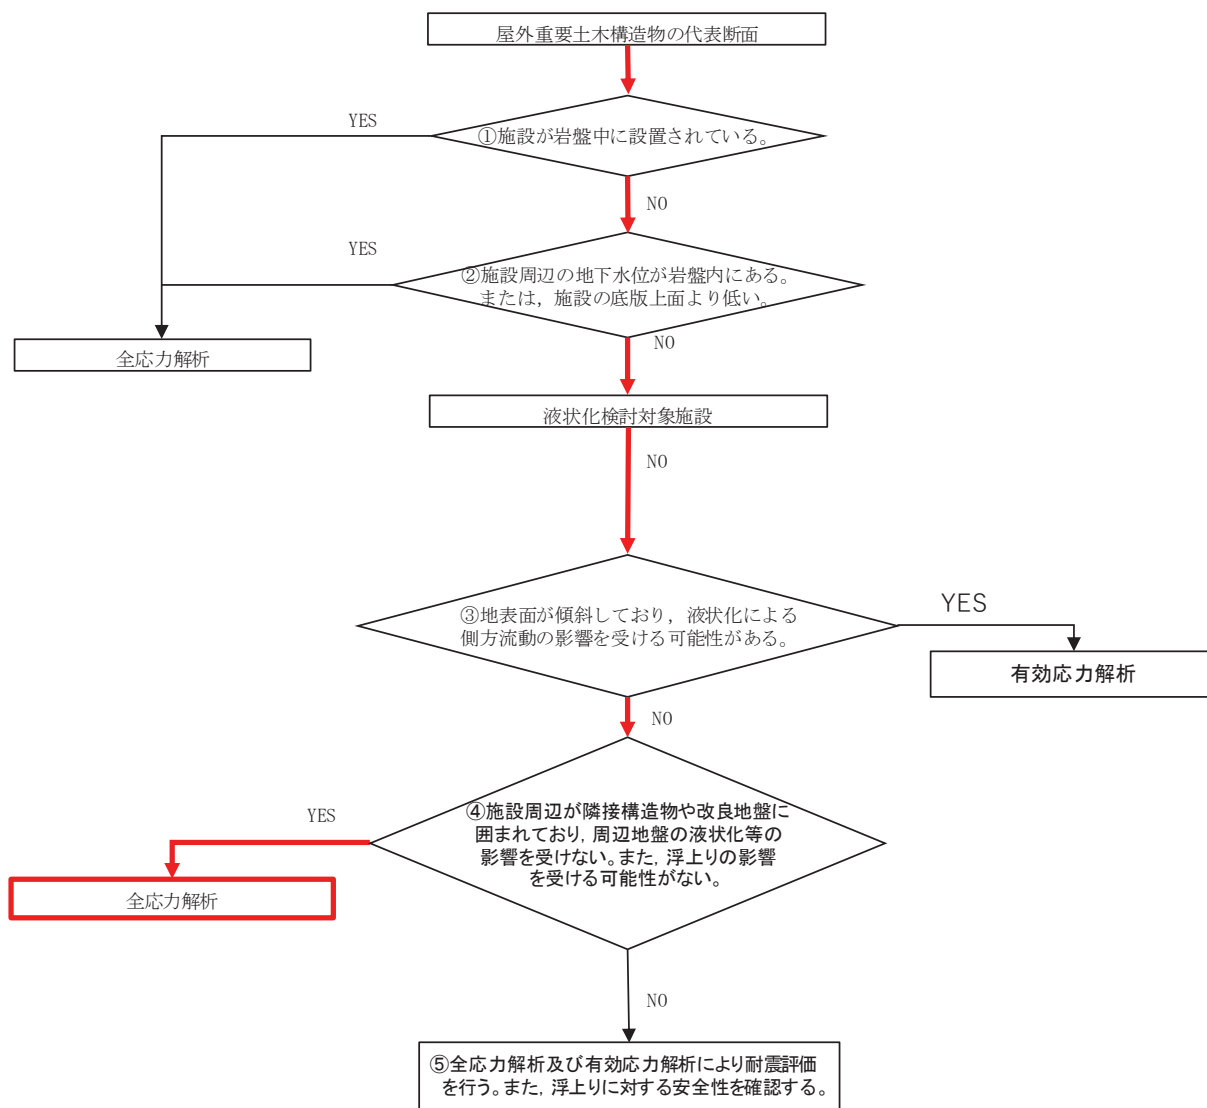 屋外重要土木構造物の代表断面
YES
①施設が岩盤中に設置されている。
NO
YES
②施設周辺の地下水位が岩盤内にある。
または，施設の底版上面より低い。
NO
全応力解析
液状化検討対象施設
NO
③地表面が傾斜しており，液状化による
側方流動の影響を受ける可能性がある。
YES
有効応力解析
NO
④施設周辺が隣接構造物や改良地盤に
囲まれており，周辺地盤の液状化等の
影響を受けない。また，浮上りの影響
を受ける可能性がない。
YES
全応力解析
NO
⑤全応力解析及び有効応力解析により耐震評価
を行う。また，浮上りに対する安全性を確認する。